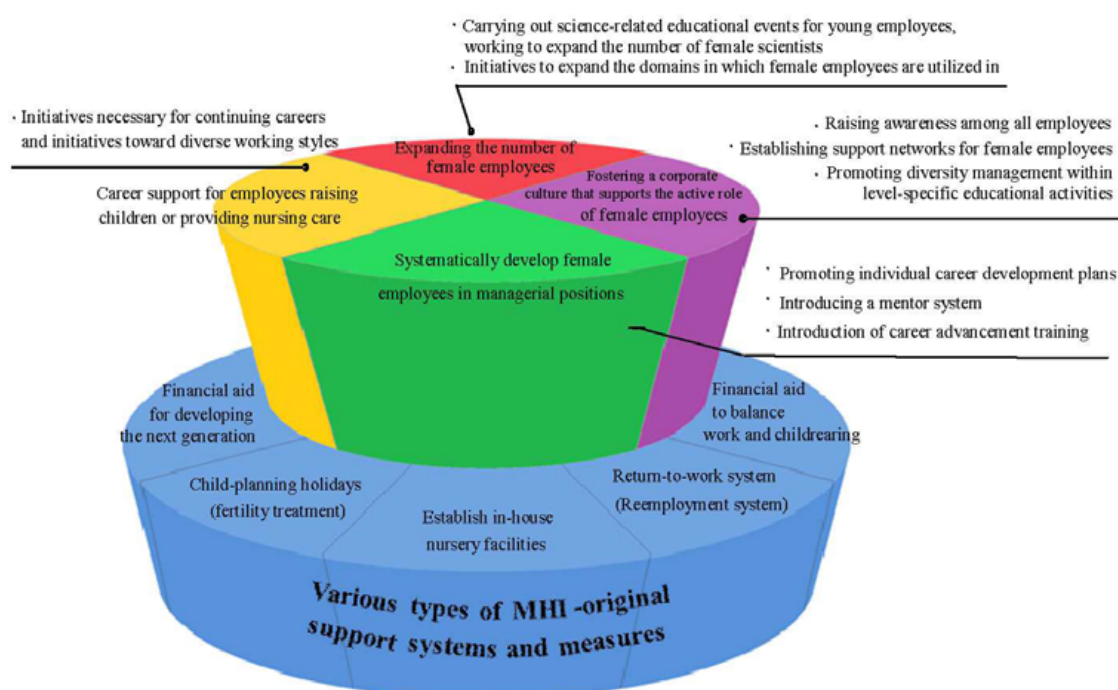 · Carrying out science-related educational events for young employees,
working to expand the number of female scientists
· Initiatives to expand the domains in which female employees are utilized in
· Initiatives necessary for continuing careers
and initiatives toward diverse working styles
· Raising awareness among all employees
· Establishing support networks for female employees
· Promoting diversity management within
level-specific educational activities
Expanding the number of
female employees
Fostering a corporate
culture that supports the active role
of female employees
Career support for employees raising
children or providing nursing care
Systematically develop female
employees in managerial positions
· Promoting individual career development plans
· Introducing a mentor system
· Introduction of career advancement training
Financial aid
for developing
the next generation
Child-planning holidays
(fertility treatment)
Establish in-house
nursery facilities
Return-to-work system
(Reemployment system)
Financial aid
to balance
work and childrearing
Various types of MHI-original
support systems and measures